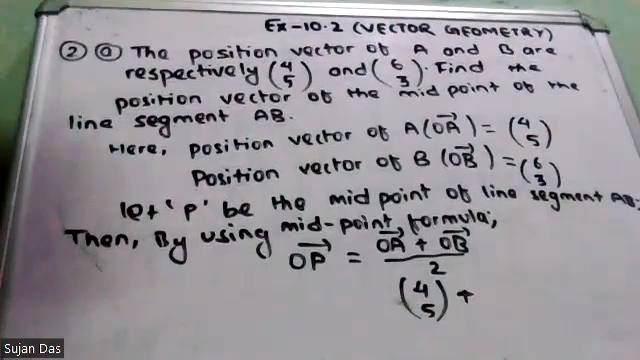 Ex-10.2 (VECTOR GEOMETRY)
② ⓐ The position vector of A and B are
respectively (4 5) and (6 3). Find the
position vector of the mid point of the
line segment AB.
Here, position vector of A (OA→) = (4 5)
Position vector of B (OB→) = (6 3)
let 'P' be the mid point of line segment AB;
Then, By using mid-point formula;
OP→ = (OA→ + OB→)/2
(4 5) +
Sujan Das